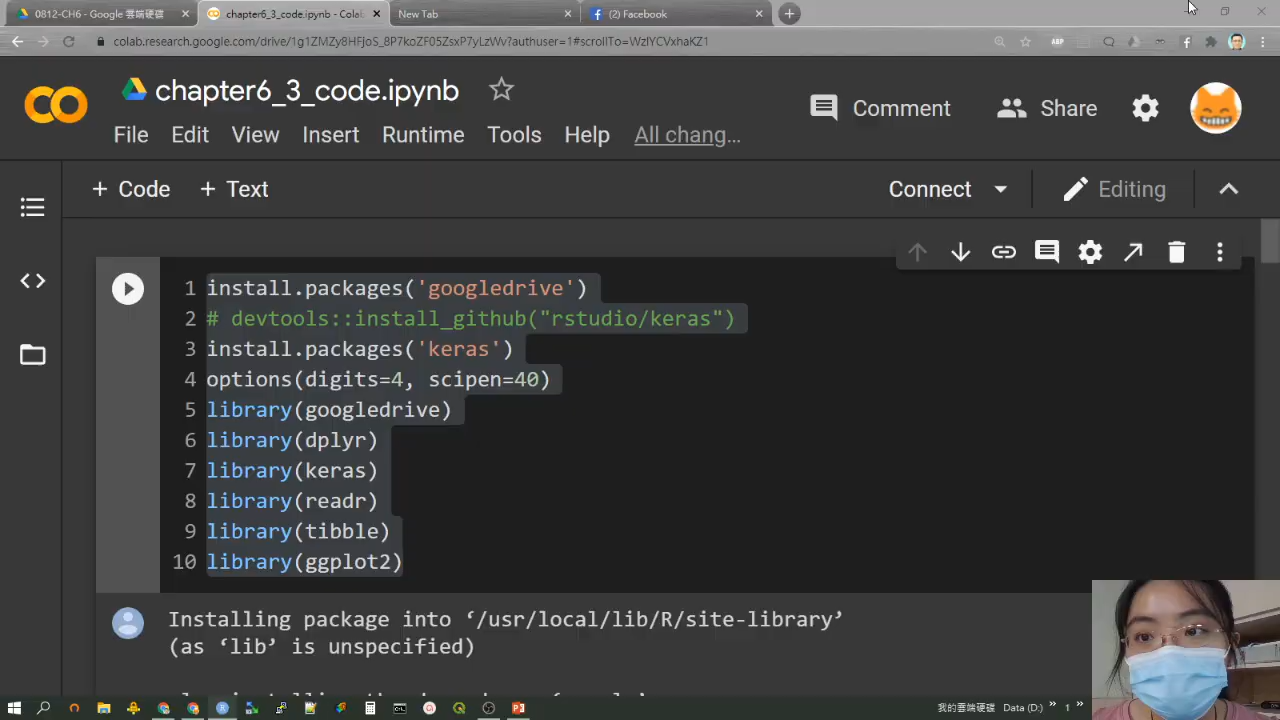 0812-CH6 - Google 雲端硬碟
chapter6_3_code.ipynb - Colab
New Tab
(2) Facebook
colab.research.google.com/drive/1g1ZMZy8HFJoS_8P7koZF05ZsxP7yLzWv?authuser=1#scrollTo=WzlYCVxhaKZ1
ABP
chapter6_3_code.ipynb
File Edit View Insert Runtime Tools Help All chang...
Comment
Share
+ Code + Text
Connect
Editing
1 install.packages('googledrive')
2 # devtools::install_github("rstudio/keras")
3 install.packages('keras')
4 options(digits=4, scipen=40)
5 library(googledrive)
6 library(dplyr)
7 library(keras)
8 library(readr)
9 library(tibble)
10 library(ggplot2)
Installing package into ‘/usr/local/lib/R/site-library’
(as ‘lib’ is unspecified)
我的雲端硬碟 Data (D:) 1